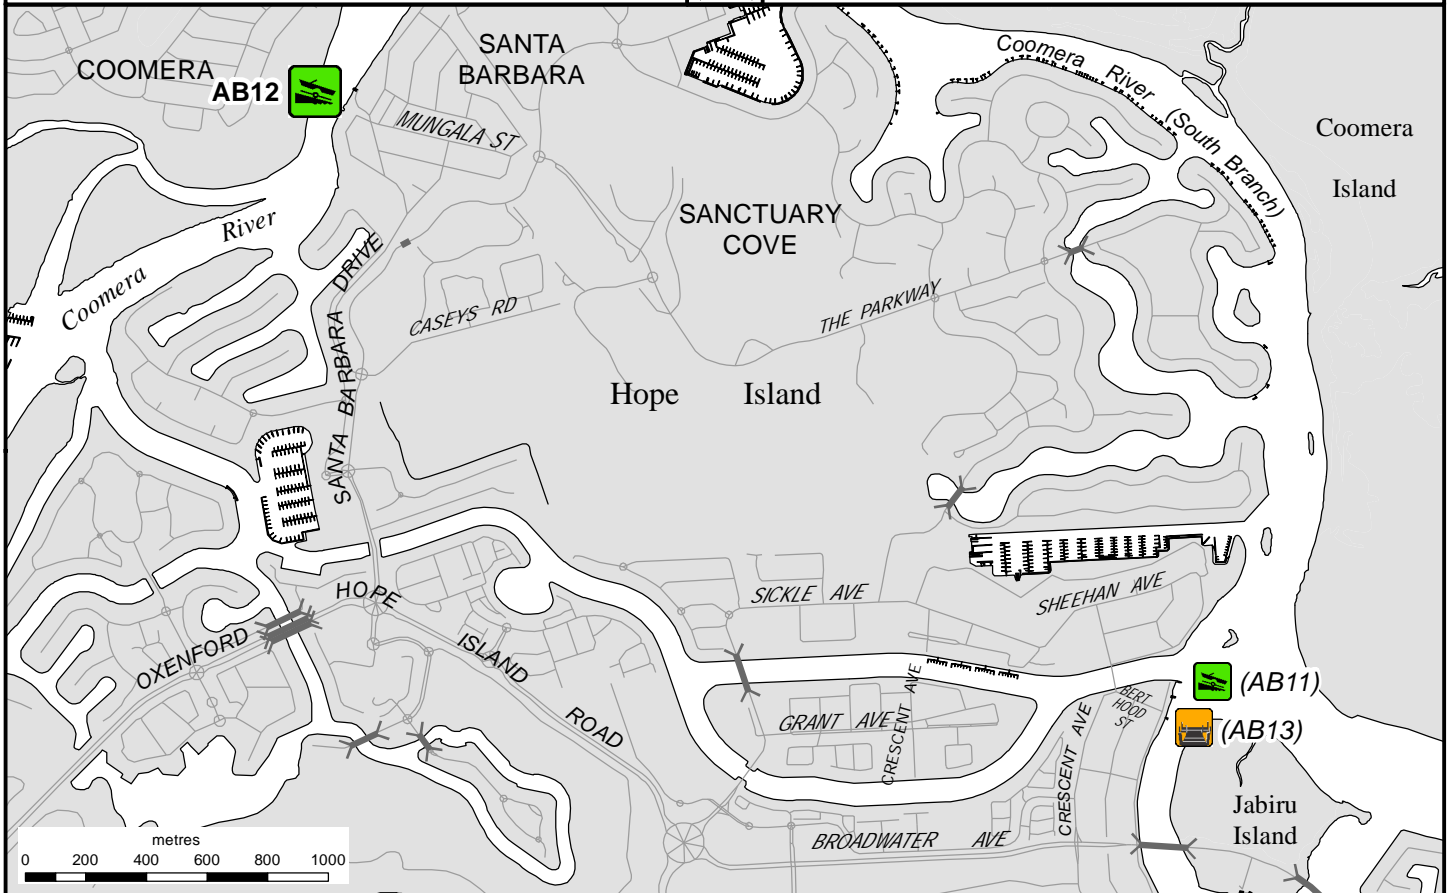 SANTA
BARBARA
COOMERA
AB12
MUNGALA ST
Coomera River (South Branch)
Coomera
Island
SANCTUARY
COVE
Coomera River
SANTA BARBARA DRIVE
CASEYS RD
THE PARKWAY
Hope Island
SICKLE AVE
SHEEHAN AVE
OXENFORD
HOPE ISLAND ROAD
GRANT AVE
CRESCENT AVE
CRESCENT AVE
BERT
HOOD
ST
(AB11)
(AB13)
Jabiru
Island
BROADWATER AVE
metres
0 200 400 600 800 1000